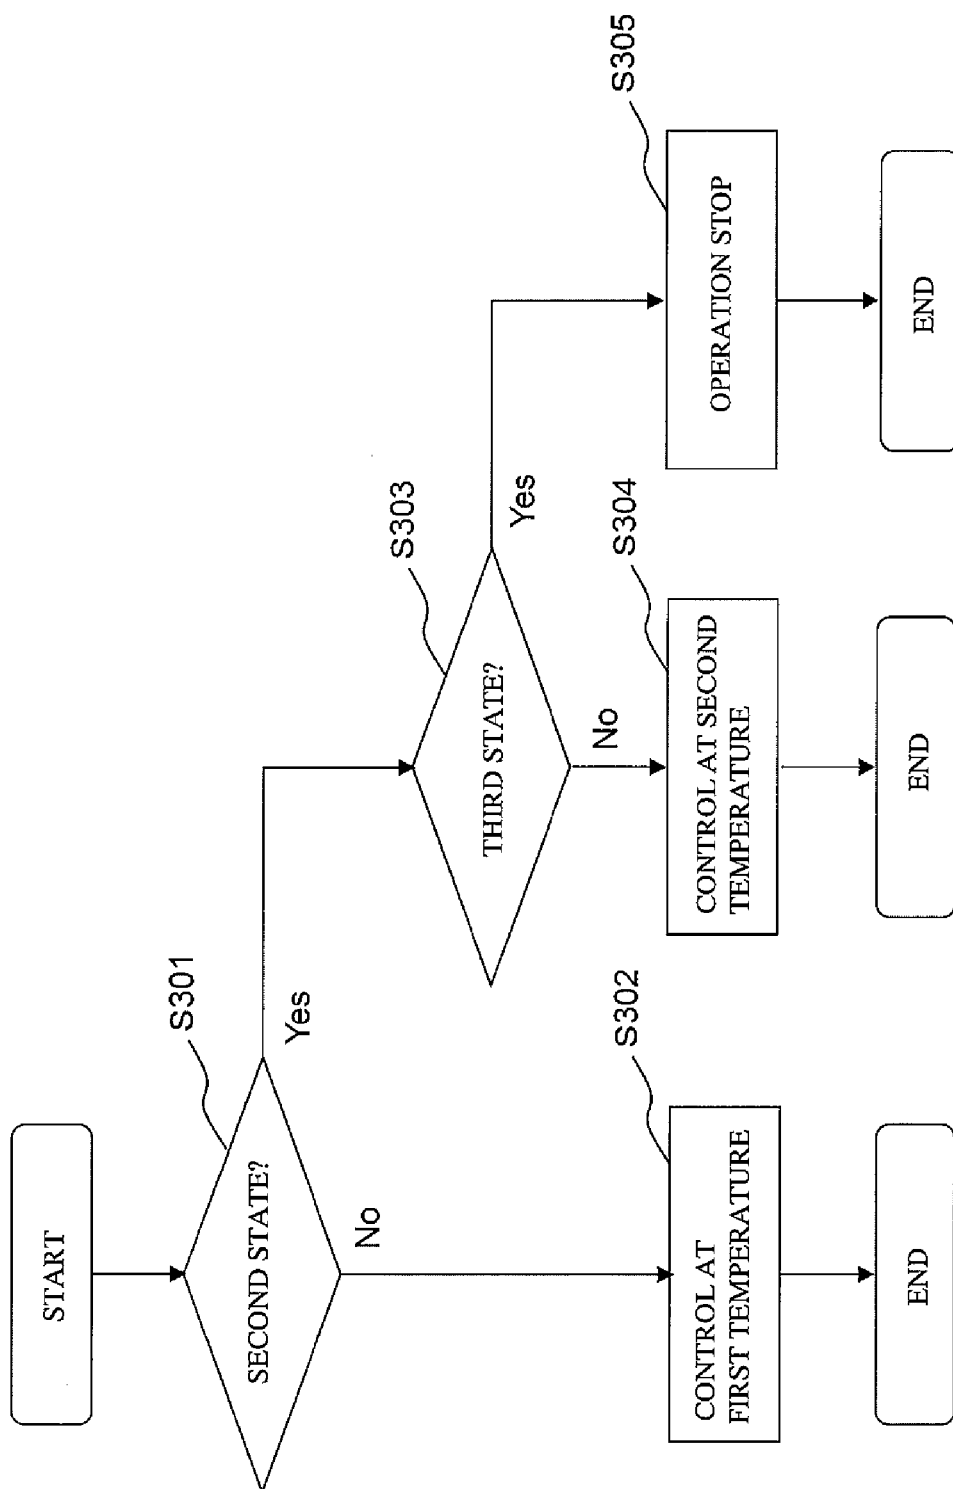 START
S301
SECOND STATE?
Yes
No
S303
THIRD STATE?
Yes
No
S302
CONTROL AT
FIRST TEMPERATURE
S304
CONTROL AT SECOND
TEMPERATURE
S305
OPERATION STOP
END
END
END